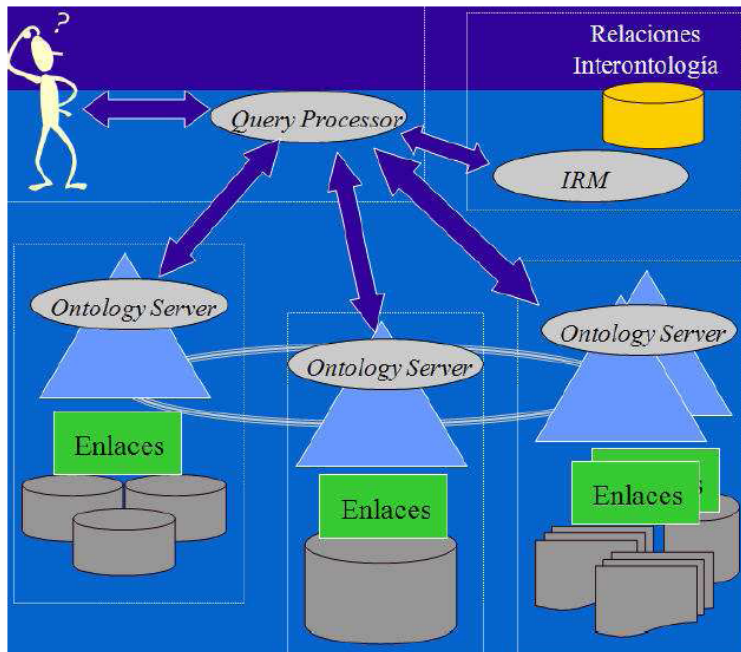 ?
Relaciones
Interontología
Query Processor
IRM
Ontology Server
Ontology Server
Ontology Server
Enlaces
Enlaces
Enlaces